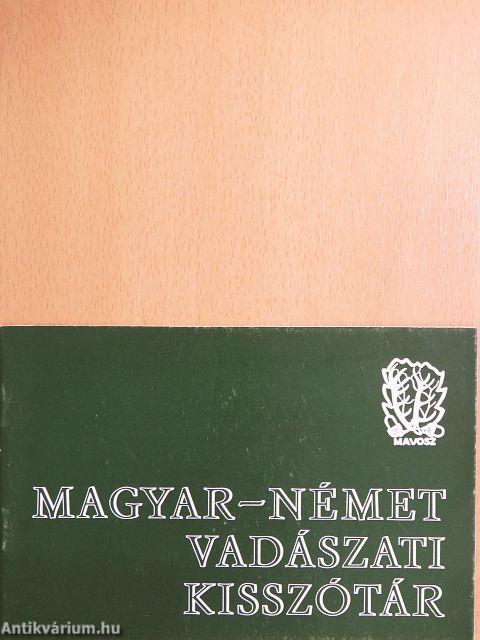 MAVOSZ
MAGYAR–NÉMET
VADÁSZATI
KISSZÓTÁR
Antikvárium.hu